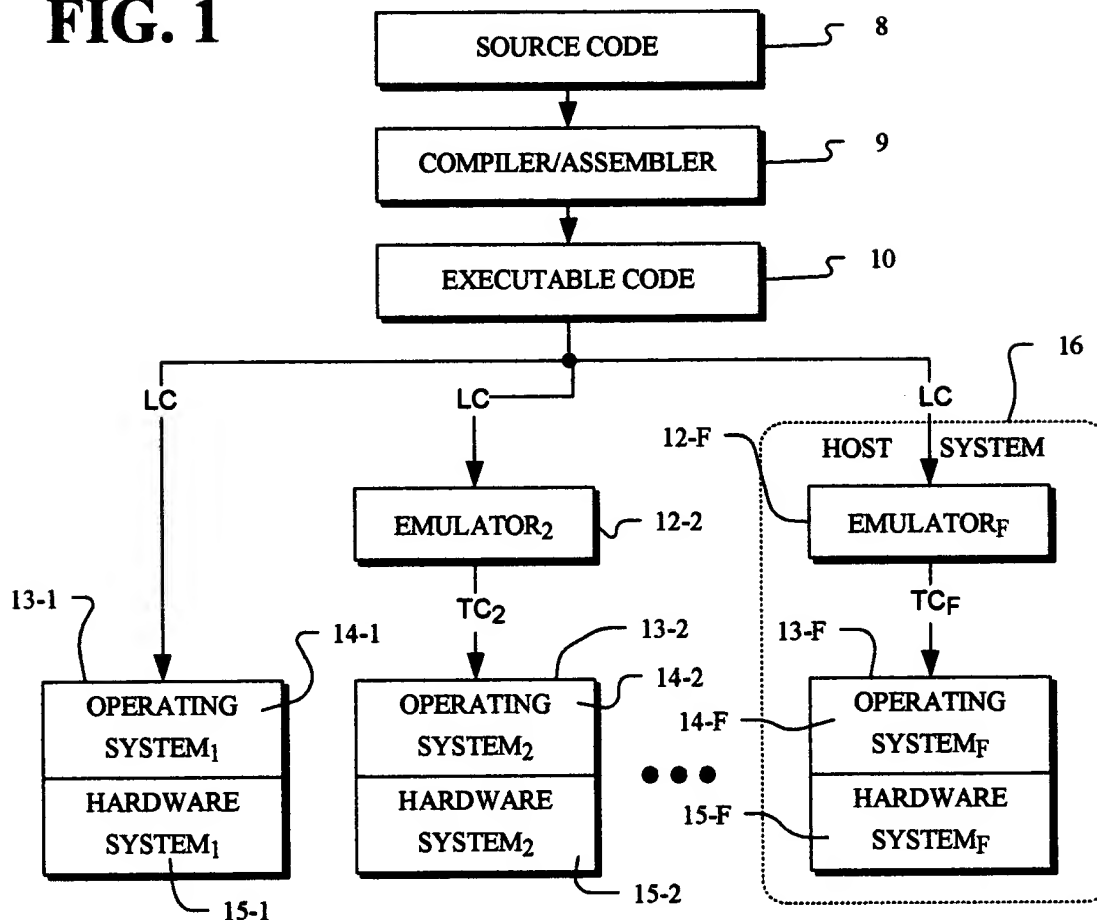 FIG. 1
SOURCE CODE
8
COMPILER/ASSEMBLER
9
EXECUTABLE CODE
10
16
LC
LC
LC
12-F
HOST SYSTEM
EMULATOR2
12-2
EMULATORF
TC2
TCF
13-1
14-1
13-2
14-2
13-F
14-F
OPERATING
SYSTEM1
OPERATING
SYSTEM2
OPERATING
SYSTEMF
HARDWARE
SYSTEM1
HARDWARE
SYSTEM2
HARDWARE
SYSTEMF
15-F
15-1
15-2